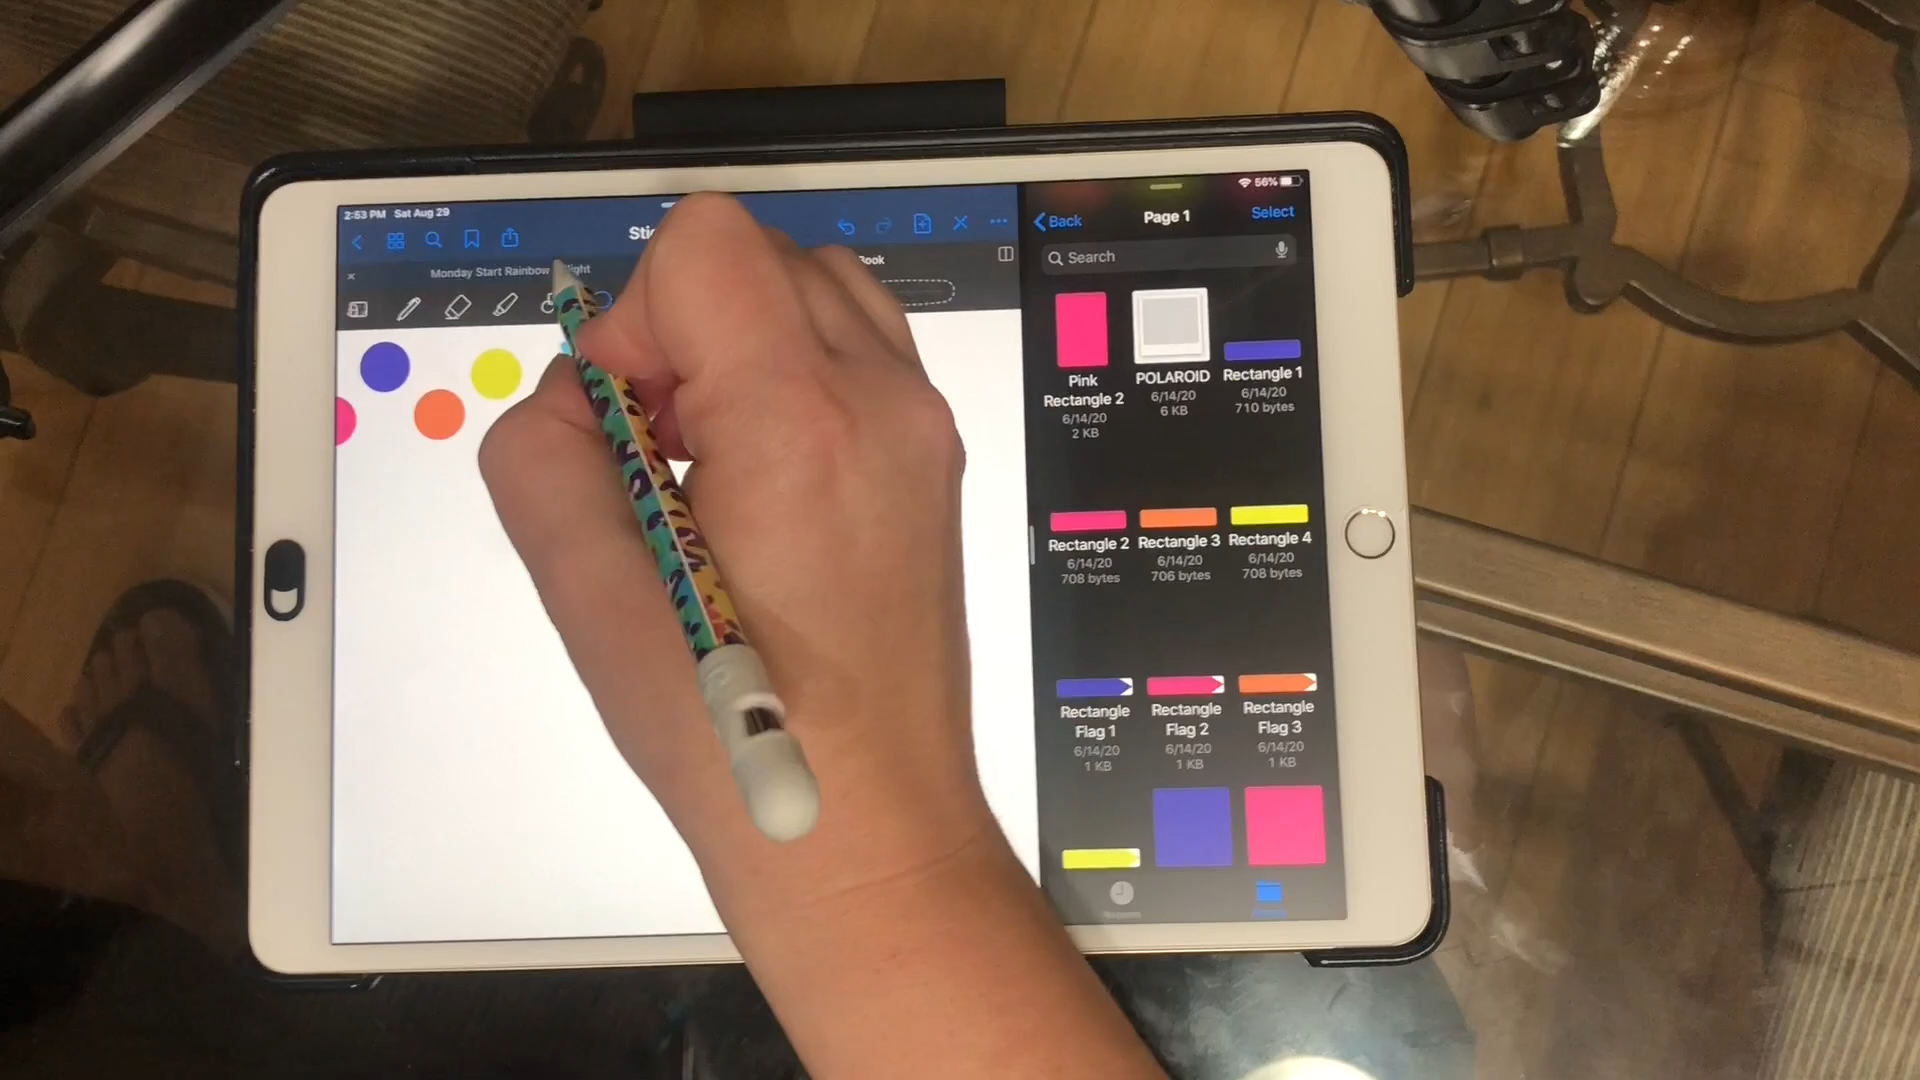 2:53 PM Sat Aug 29
Monday Start Rainbow
Book
56%
Back
Page 1
Select
Search
Pink
Rectangle 2
6/14/20
2 KB
POLAROID
6/14/20
6 KB
Rectangle 1
6/14/20
710 bytes
Rectangle 2
6/14/20
708 bytes
Rectangle 3
6/14/20
706 bytes
Rectangle 4
6/14/20
708 bytes
Rectangle
Flag 1
6/14/20
1 KB
Rectangle
Flag 2
6/14/20
1 KB
Rectangle
Flag 3
6/14/20
1 KB